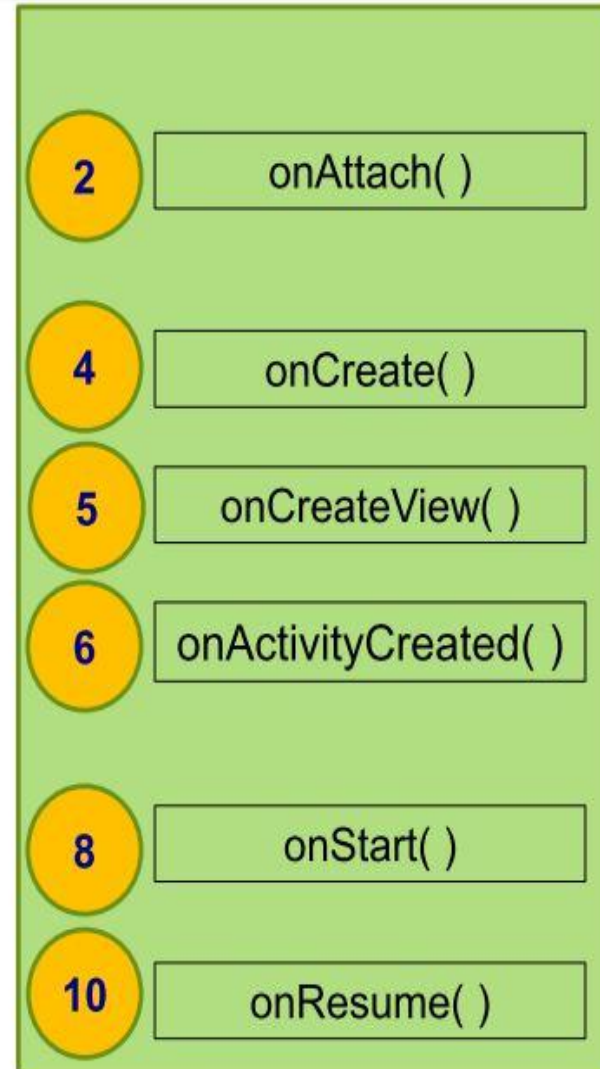 2 onAttach( )
4 onCreate( )
5 onCreateView( )
6 onActivityCreated( )
8 onStart( )
10 onResume( )